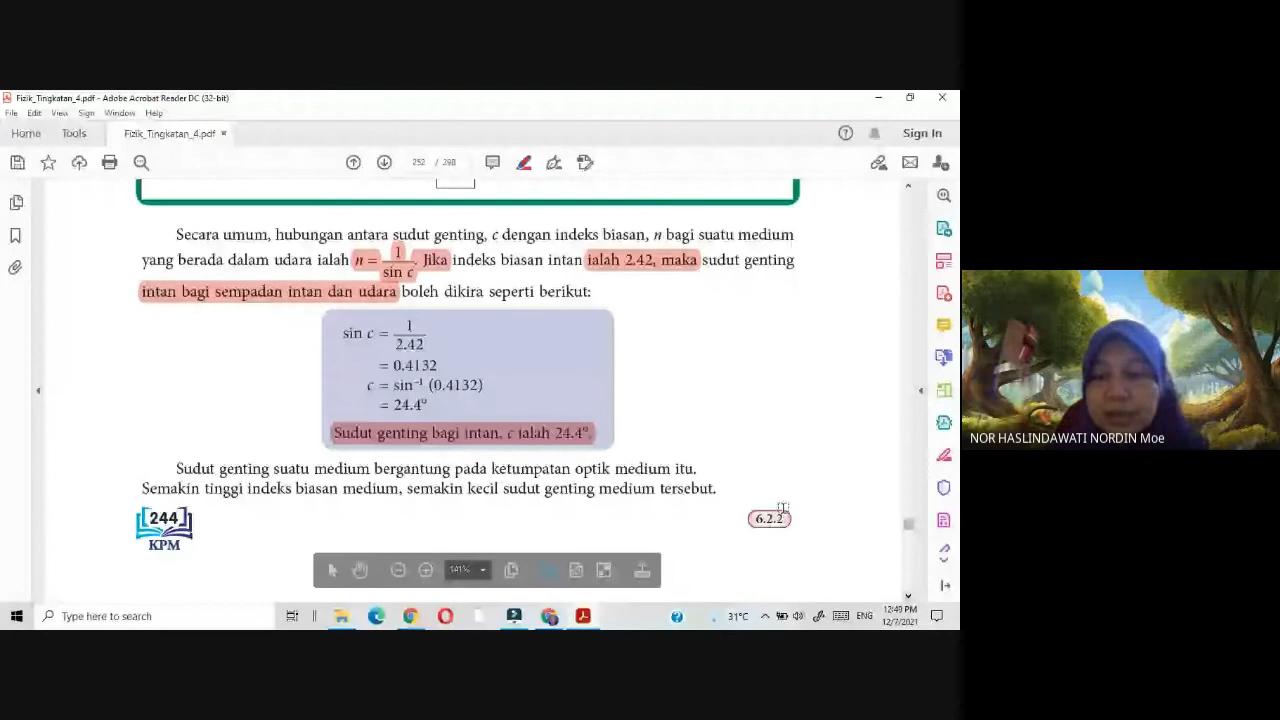 Fizik_Tingkatan_4.pdf - Adobe Acrobat Reader DC (32-bit)
File Edit View Sign Window Help
Home Tools Fizik_Tingkatan_4.pdf × Sign In
252 / 298
Secara umum, hubungan antara sudut genting, c dengan indeks biasan, n bagi suatu medium
yang berada dalam udara ialah n = 1/sin c. Jika indeks biasan intan ialah 2.42, maka sudut genting
intan bagi sempadan intan dan udara boleh dikira seperti berikut:
sin c = 1/2.42
= 0.4132
c = sin⁻¹ (0.4132)
= 24.4°
Sudut genting bagi intan, c ialah 24.4°.
Sudut genting suatu medium bergantung pada ketumpatan optik medium itu.
Semakin tinggi indeks biasan medium, semakin kecil sudut genting medium tersebut.
244
KPM
6.2.2
141%
Type here to search
31°C ENG
12:49 PM
12/7/2021
NOR HASLINDAWATI NORDIN Moe